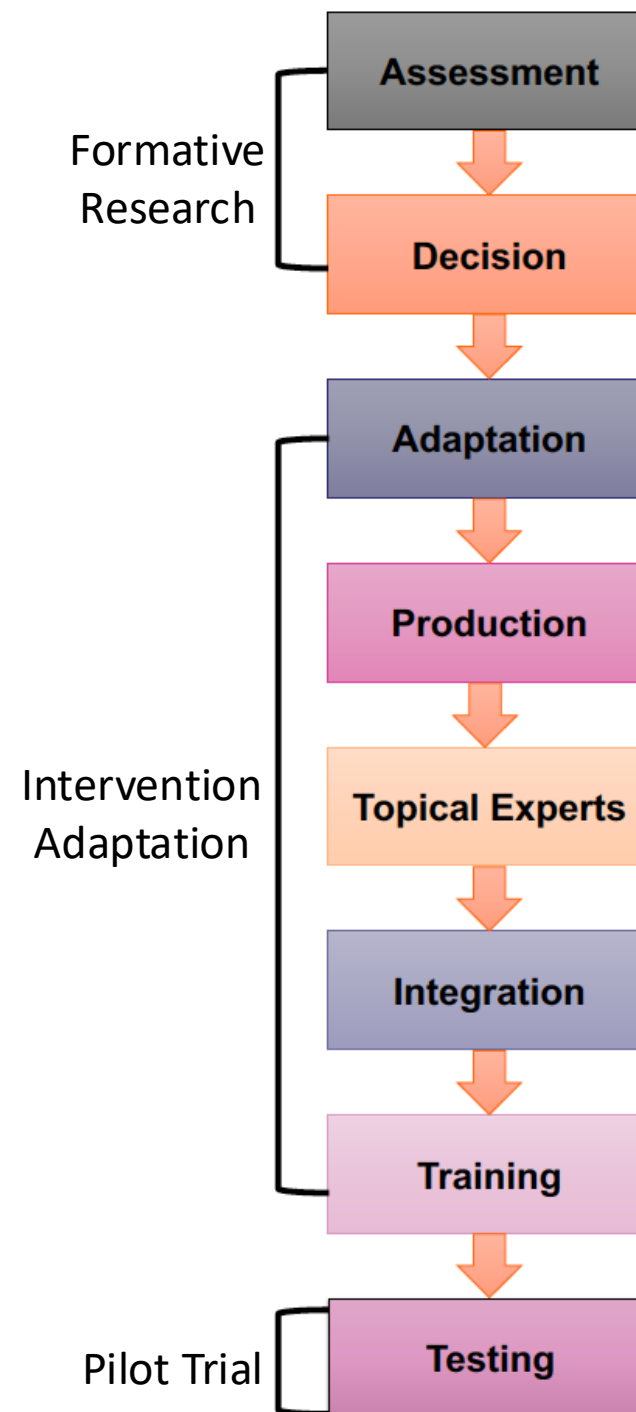 Assessment
Formative
Research
Decision
Adaptation
Production
Intervention
Adaptation
Topical Experts
Integration
Training
Pilot Trial
Testing